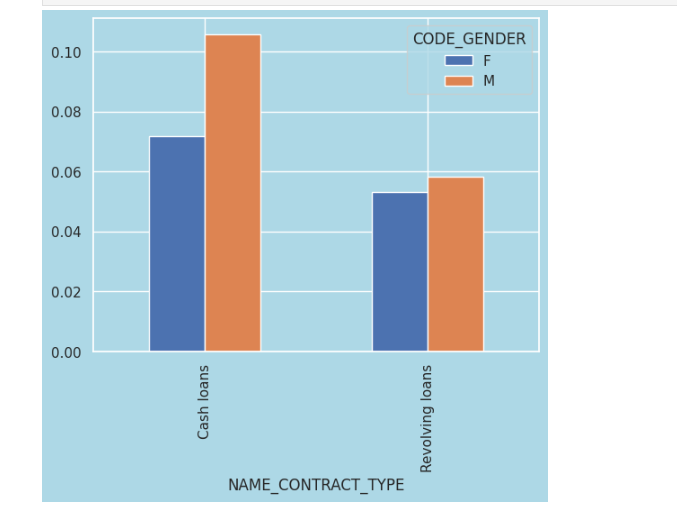 CODE_GENDER
F
M
0.10
0.08
0.06
0.04
0.02
0.00
Cash loans
Revolving loans
NAME_CONTRACT_TYPE